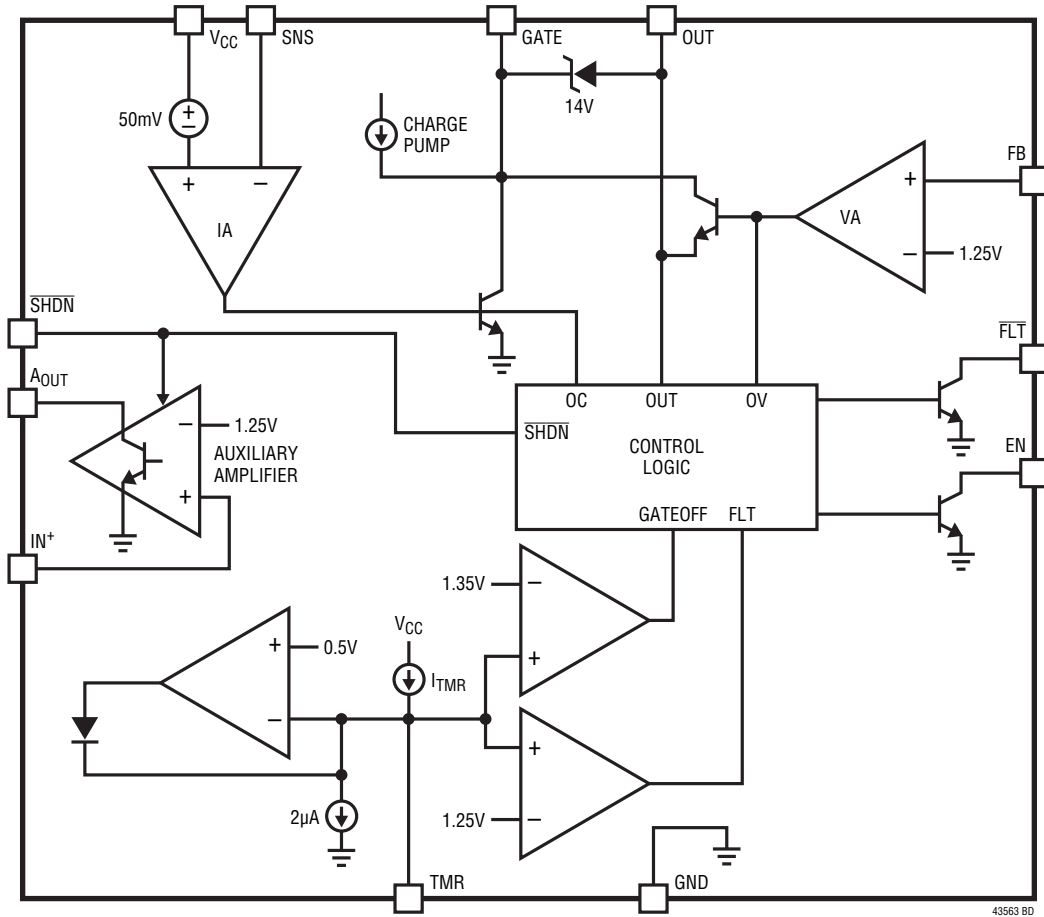 VCC
SNS
GATE
OUT
50mV
+
−
CHARGE
PUMP
14V
FB
+
−
IA
+
VA
−
1.25V
SHDN
FLT
AOUT
−
1.25V
AUXILIARY
AMPLIFIER
+
IN+
OC
OUT
OV
SHDN
CONTROL
LOGIC
GATEOFF
FLT
EN
1.35V
−
+
VCC
ITMR
+
0.5V
−
2µA
+
1.25V
−
TMR
GND
43563 BD